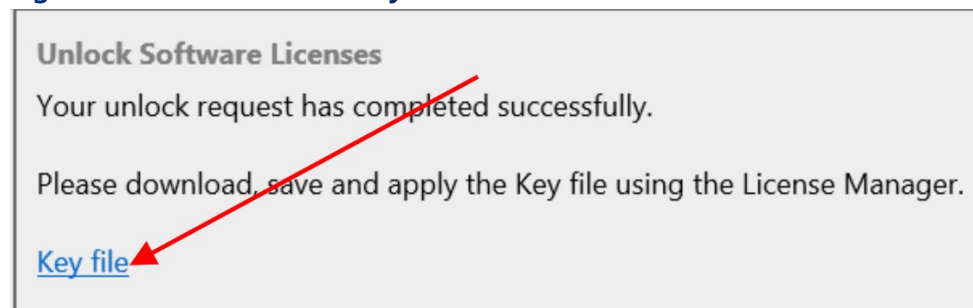 Unlock Software Licenses
Your unlock request has completed successfully.
Please download, save and apply the Key file using the License Manager.
Key file